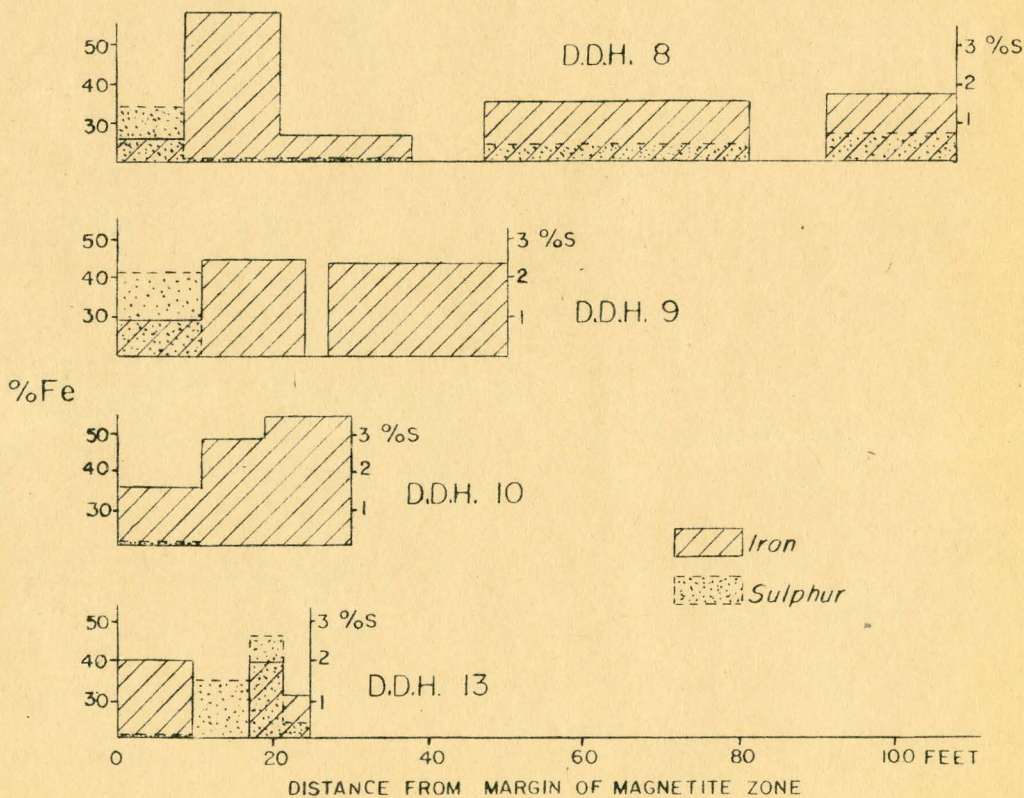 D.D.H. 8
50
40
30
3 %S
2
1
50
40
30
3 %S
2
1
D.D.H. 9
%Fe
50
40
30
3 %S
2
1
D.D.H. 10
Iron
Sulphur
50
40
30
3 %S
2
1
D.D.H. 13
0 20 40 60 80 100 FEET
DISTANCE FROM MARGIN OF MAGNETITE ZONE